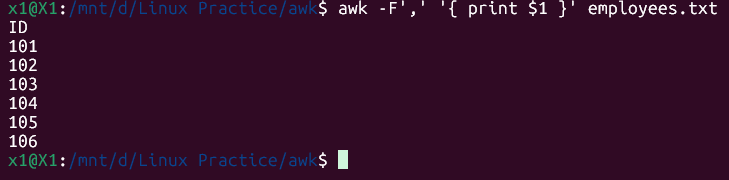 x1@X1:/mnt/d/Linux Practice/awk$ awk -F',' '{ print $1 }' employees.txt
ID
101
102
103
104
105
106
x1@X1:/mnt/d/Linux Practice/awk$